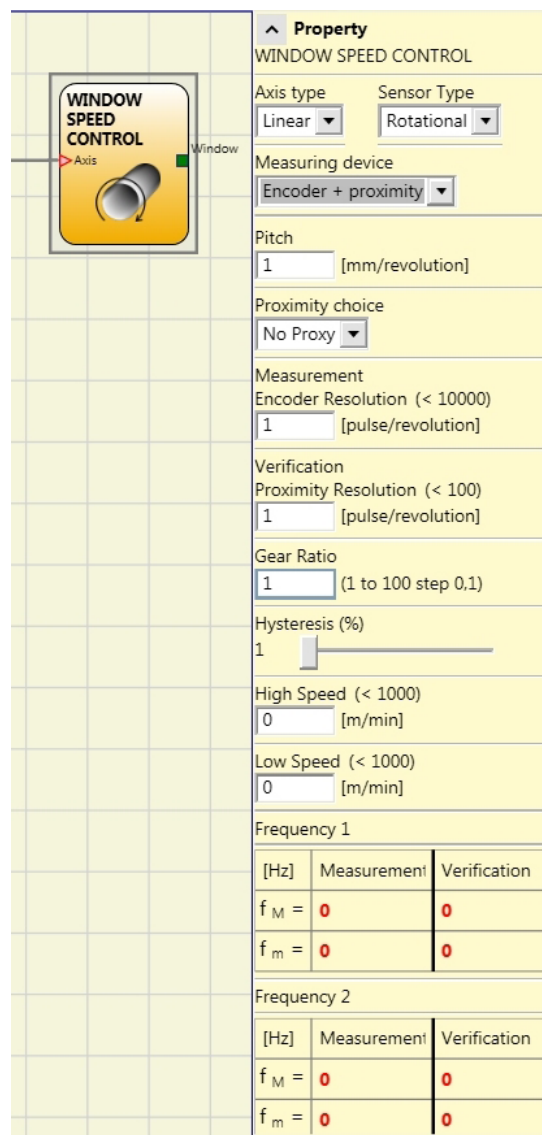 WINDOW
SPEED
CONTROL
Axis
Window
Property
WINDOW SPEED CONTROL
Axis type Sensor Type
Linear Rotational
Measuring device
Encoder + proximity
Pitch
1 [mm/revolution]
Proximity choice
No Proxy
Measurement
Encoder Resolution (< 10000)
1 [pulse/revolution]
Verification
Proximity Resolution (< 100)
1 [pulse/revolution]
Gear Ratio
1 (1 to 100 step 0,1)
Hysteresis (%)
1
High Speed (< 1000)
0 [m/min]
Low Speed (< 1000)
0 [m/min]
Frequency 1
[Hz] Measurement Verification
f M = 0 0
f m = 0 0
Frequency 2
[Hz] Measurement Verification
f M = 0 0
f m = 0 0